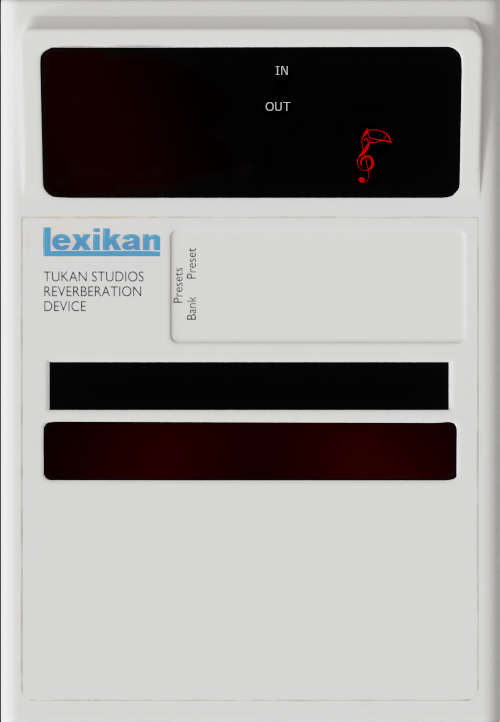 IN
OUT
Lexikan
TUKAN STUDIOS
REVERBERATION
DEVICE
Presets
Bank Preset